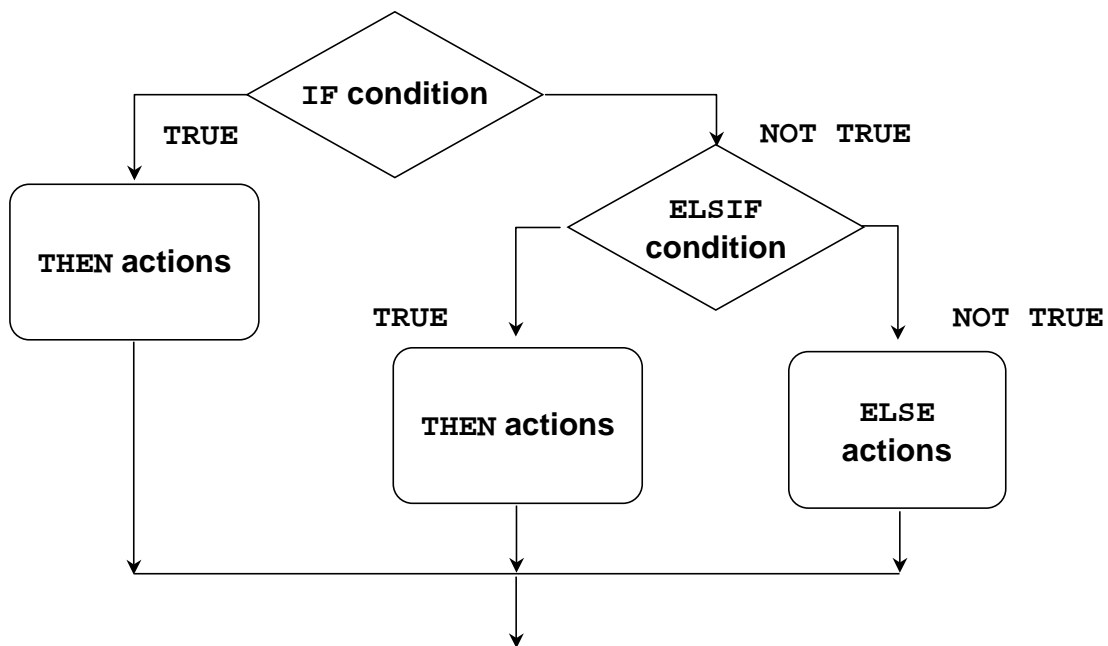 IF condition
TRUE
NOT TRUE
THEN actions
ELSIF
condition
TRUE
NOT TRUE
THEN actions
ELSE
actions